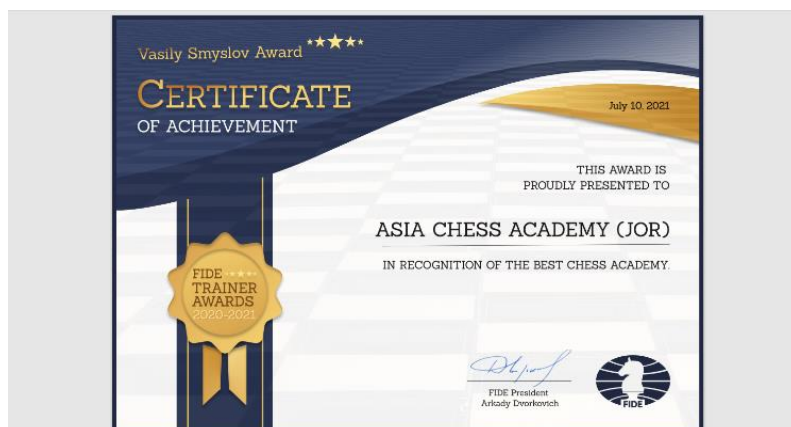 Vasily Smyslov Award
CERTIFICATE
OF ACHIEVEMENT
July 10, 2021
THIS AWARD IS
PROUDLY PRESENTED TO
ASIA CHESS ACADEMY (JOR)
IN RECOGNITION OF THE BEST CHESS ACADEMY.
FIDE
TRAINER
AWARDS
2020-2021
FIDE President
Arkady Dvorkovich
FIDE